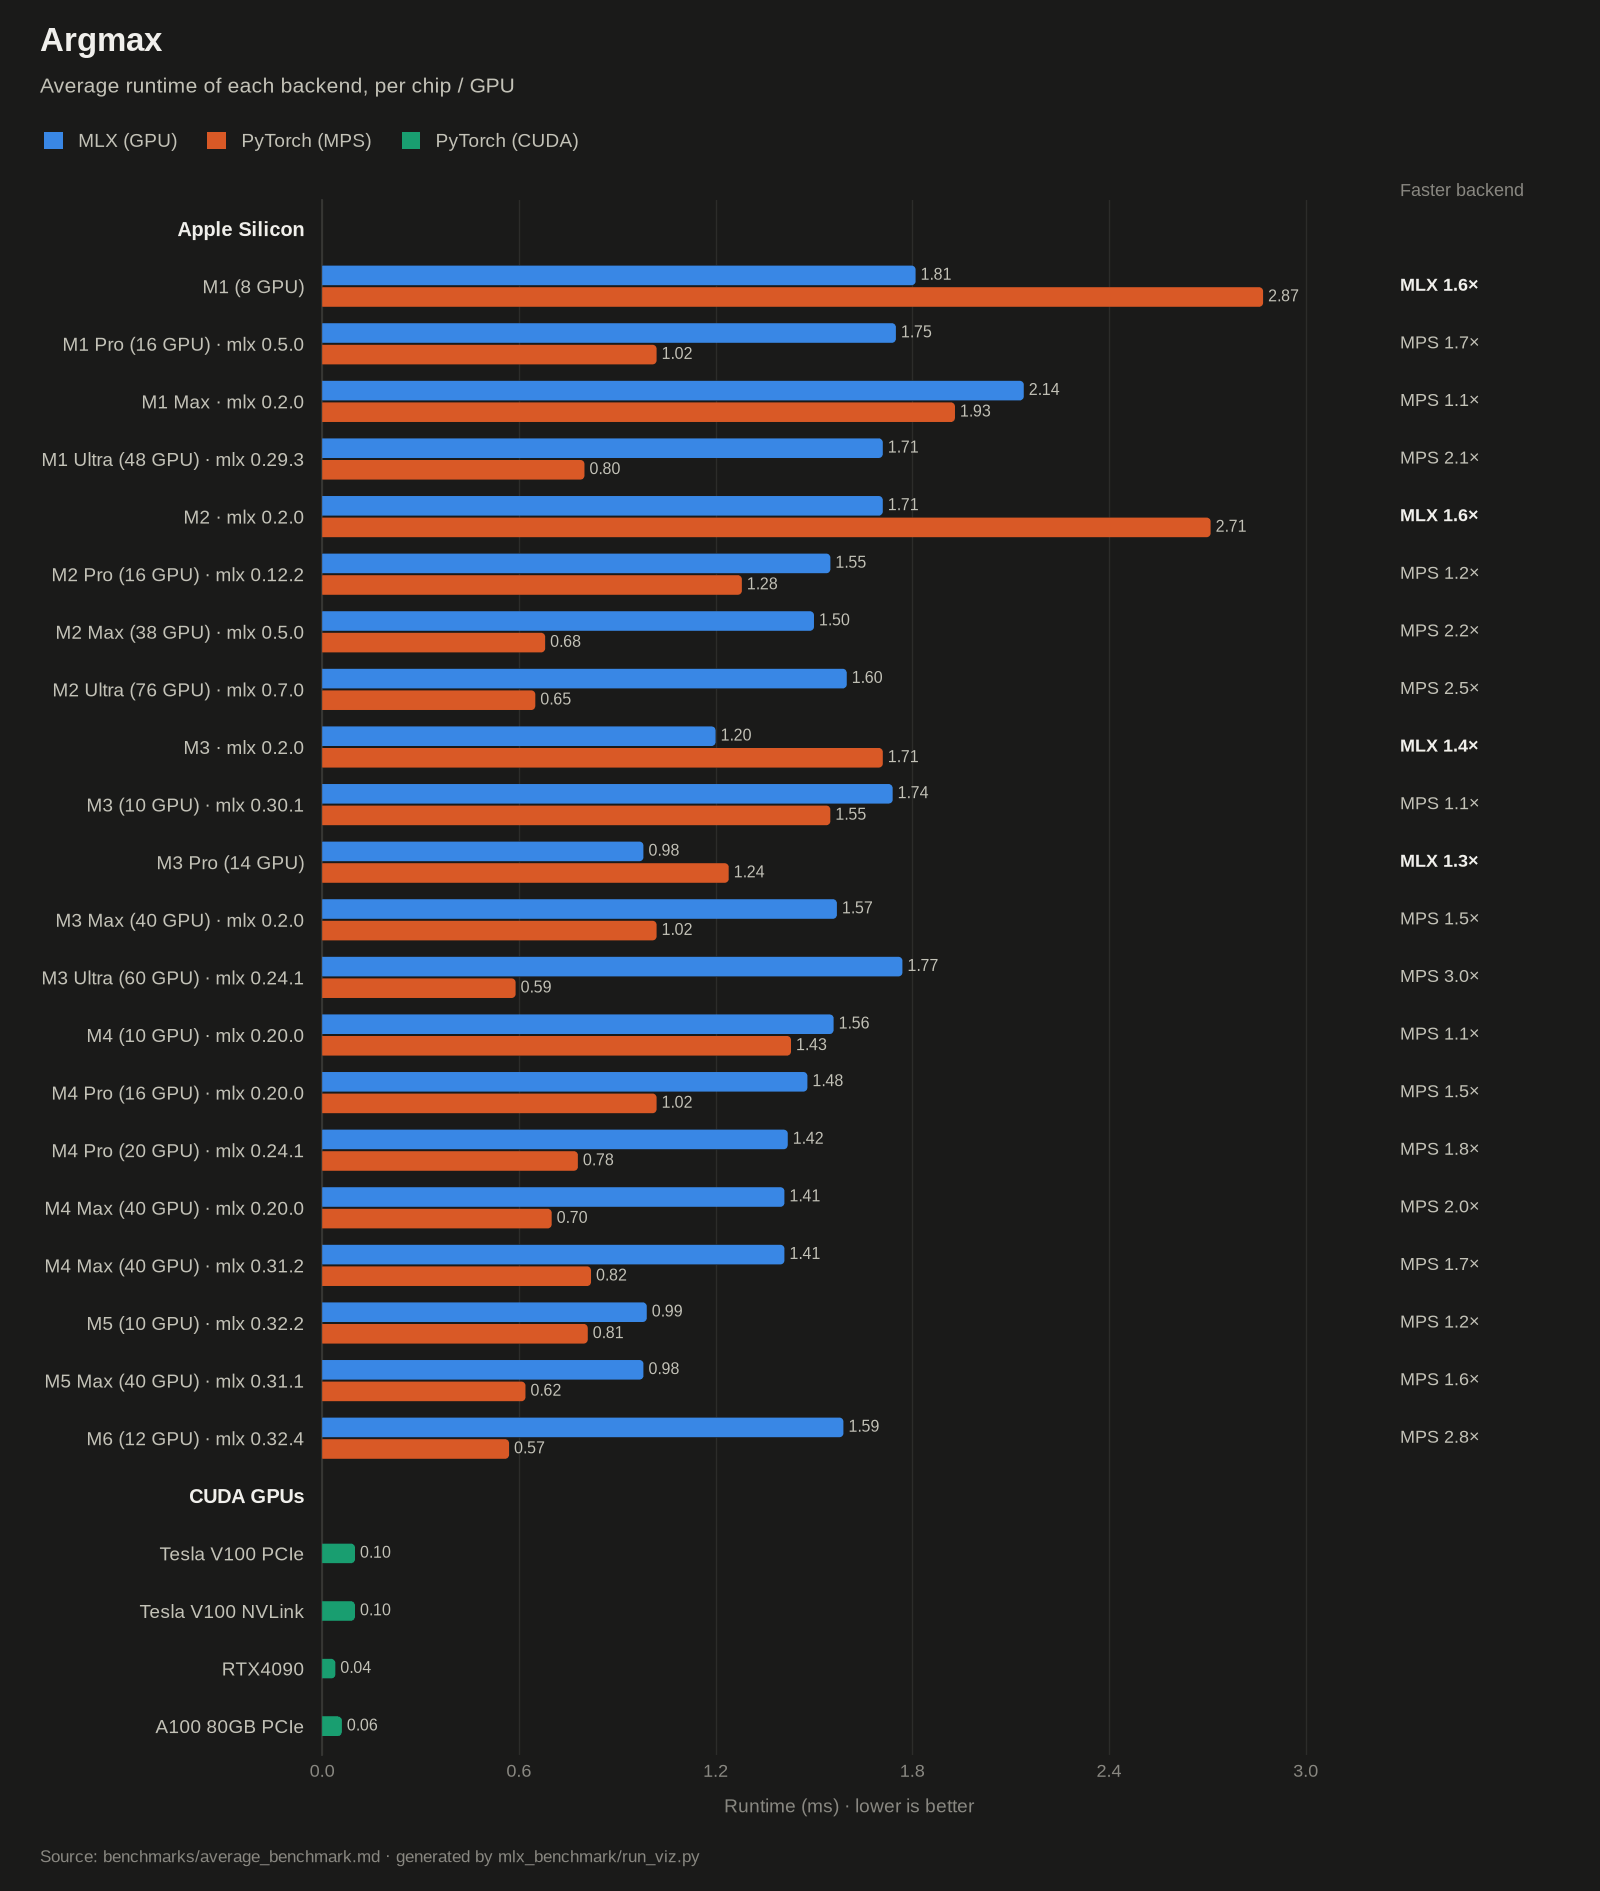 Argmax
Average runtime of each backend, per chip / GPU
MLX (GPU) PyTorch (MPS) PyTorch (CUDA)
Faster backend
Apple Silicon
M1 (8 GPU) 1.81 2.87 MLX 1.6×
M1 Pro (16 GPU) · mlx 0.5.0 1.75 1.02 MPS 1.7×
M1 Max · mlx 0.2.0 2.14 1.93 MPS 1.1×
M1 Ultra (48 GPU) · mlx 0.29.3 1.71 0.80 MPS 2.1×
M2 · mlx 0.2.0 1.71 2.71 MLX 1.6×
M2 Pro (16 GPU) · mlx 0.12.2 1.55 1.28 MPS 1.2×
M2 Max (38 GPU) · mlx 0.5.0 1.50 0.68 MPS 2.2×
M2 Ultra (76 GPU) · mlx 0.7.0 1.60 0.65 MPS 2.5×
M3 · mlx 0.2.0 1.20 1.71 MLX 1.4×
M3 (10 GPU) · mlx 0.30.1 1.74 1.55 MPS 1.1×
M3 Pro (14 GPU) 0.98 1.24 MLX 1.3×
M3 Max (40 GPU) · mlx 0.2.0 1.57 1.02 MPS 1.5×
M3 Ultra (60 GPU) · mlx 0.24.1 1.77 0.59 MPS 3.0×
M4 (10 GPU) · mlx 0.20.0 1.56 1.43 MPS 1.1×
M4 Pro (16 GPU) · mlx 0.20.0 1.48 1.02 MPS 1.5×
M4 Pro (20 GPU) · mlx 0.24.1 1.42 0.78 MPS 1.8×
M4 Max (40 GPU) · mlx 0.20.0 1.41 0.70 MPS 2.0×
M4 Max (40 GPU) · mlx 0.31.2 1.41 0.82 MPS 1.7×
M5 (10 GPU) · mlx 0.32.2 0.99 0.81 MPS 1.2×
M5 Max (40 GPU) · mlx 0.31.1 0.98 0.62 MPS 1.6×
M6 (12 GPU) · mlx 0.32.4 1.59 0.57 MPS 2.8×
CUDA GPUs
Tesla V100 PCIe 0.10
Tesla V100 NVLink 0.10
RTX4090 0.04
A100 80GB PCIe 0.06
0.0 0.6 1.2 1.8 2.4 3.0
Runtime (ms) · lower is better
Source: benchmarks/average_benchmark.md · generated by mlx_benchmark/run_viz.py